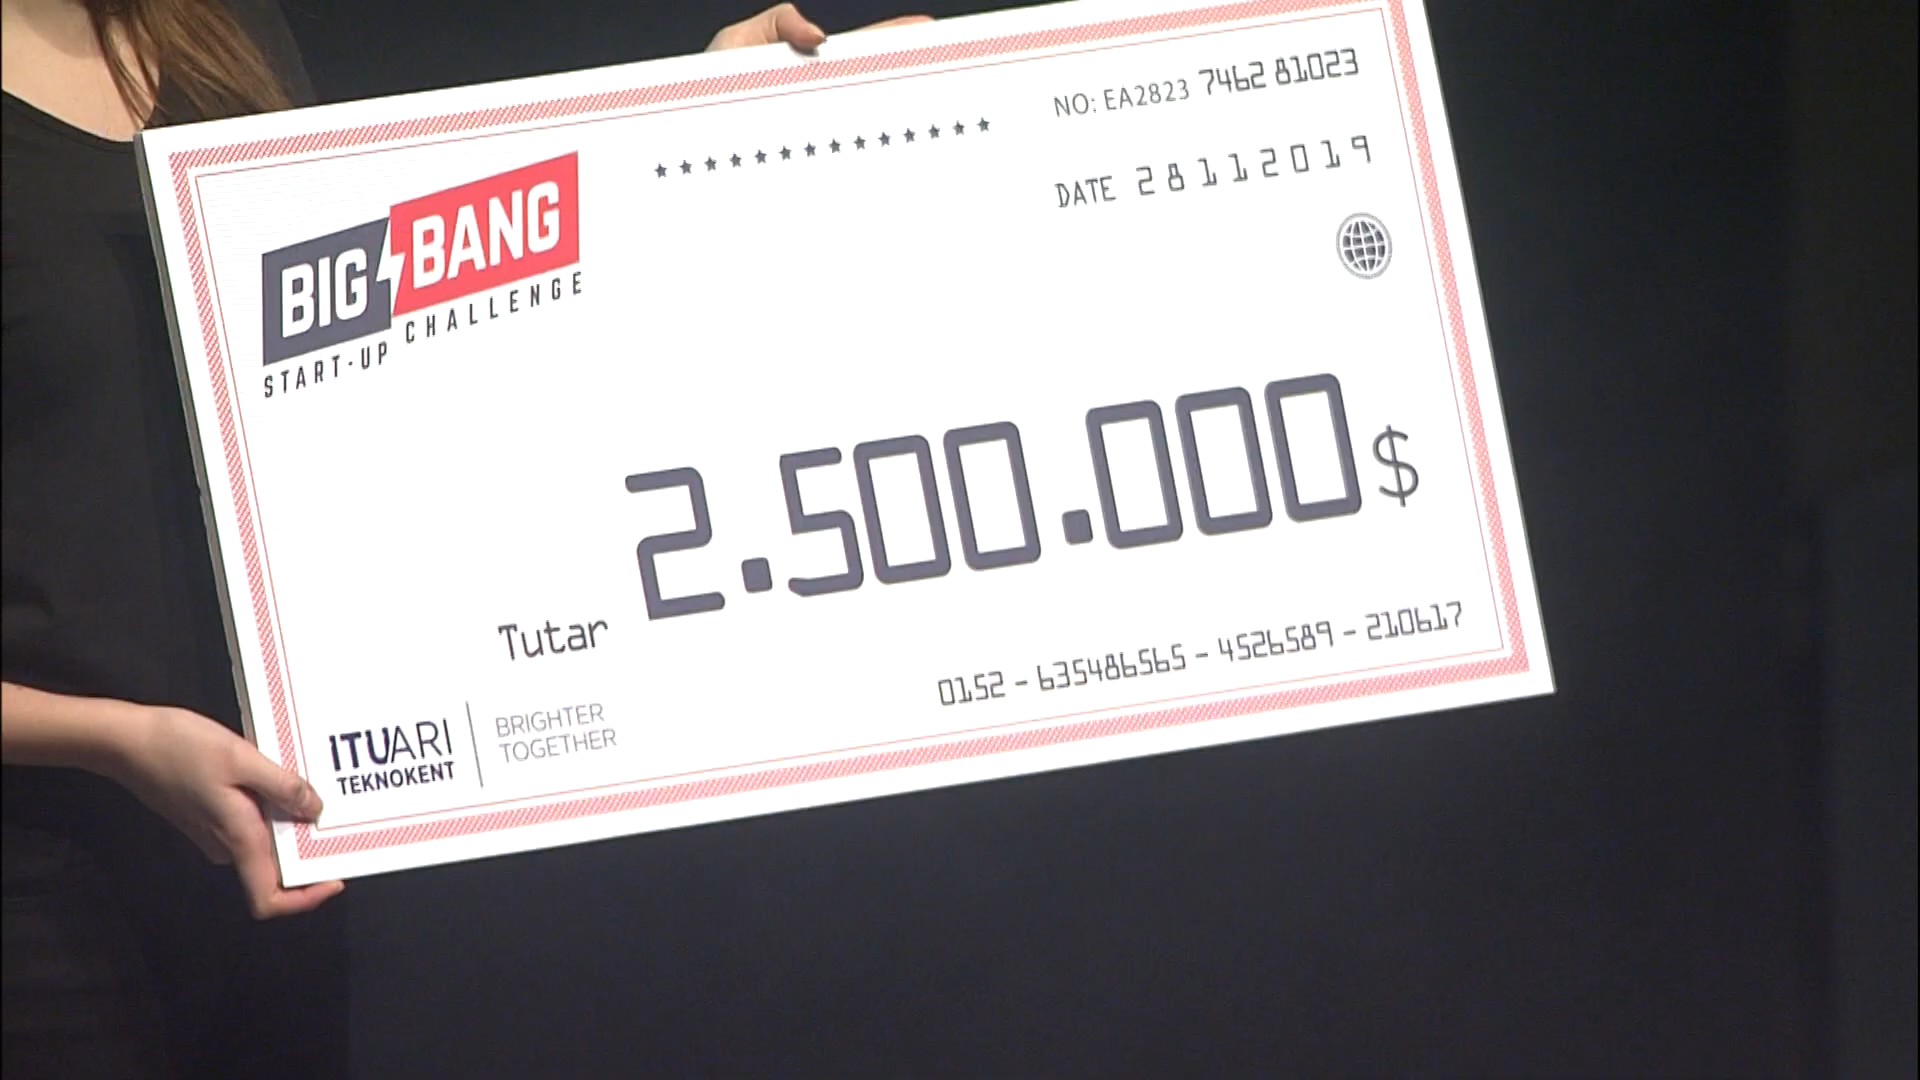 NO: EA2823 7462 81023
DATE 28112019
BIG BANG
START-UP CHALLENGE
2.500.000$
Tutar
0152 - 635486565 - 4526589 - 210617
ITUARI
TEKNOKENT
BRIGHTER
TOGETHER